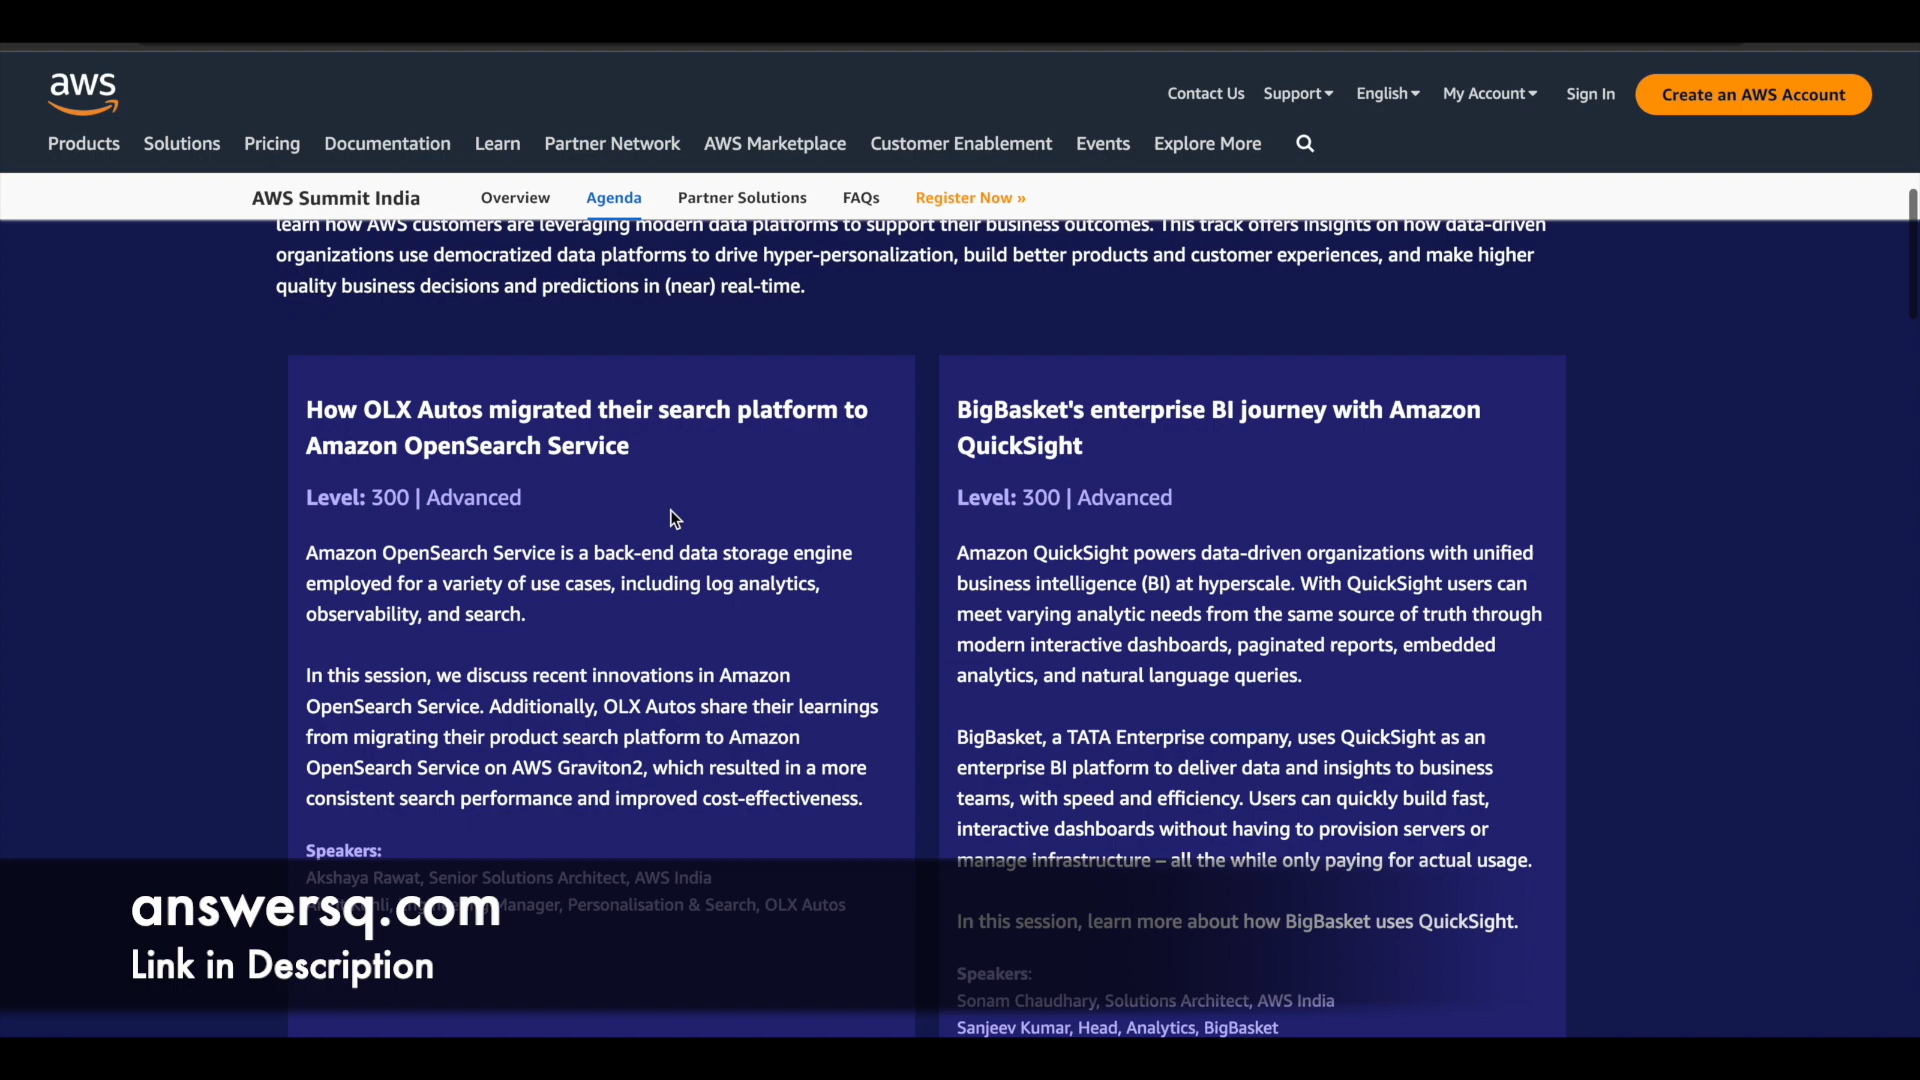 aws
Contact Us Support English My Account Sign In Create an AWS Account
Products Solutions Pricing Documentation Learn Partner Network AWS Marketplace Customer Enablement Events Explore More
AWS Summit India Overview Agenda Partner Solutions FAQs Register Now »
learn how AWS customers are leveraging modern data platforms to support their business outcomes. This track offers insights on how data-driven
organizations use democratized data platforms to drive hyper-personalization, build better products and customer experiences, and make higher
quality business decisions and predictions in (near) real-time.
How OLX Autos migrated their search platform to
Amazon OpenSearch Service
Level: 300 | Advanced
Amazon OpenSearch Service is a back-end data storage engine
employed for a variety of use cases, including log analytics,
observability, and search.
In this session, we discuss recent innovations in Amazon
OpenSearch Service. Additionally, OLX Autos share their learnings
from migrating their product search platform to Amazon
OpenSearch Service on AWS Graviton2, which resulted in a more
consistent search performance and improved cost-effectiveness.
Speakers:
Akshaya Rawat, Senior Solutions Architect, AWS India
Manager, Personalisation & Search, OLX Autos
BigBasket's enterprise BI journey with Amazon
QuickSight
Level: 300 | Advanced
Amazon QuickSight powers data-driven organizations with unified
business intelligence (BI) at hyperscale. With QuickSight users can
meet varying analytic needs from the same source of truth through
modern interactive dashboards, paginated reports, embedded
analytics, and natural language queries.
BigBasket, a TATA Enterprise company, uses QuickSight as an
enterprise BI platform to deliver data and insights to business
teams, with speed and efficiency. Users can quickly build fast,
interactive dashboards without having to provision servers or
manage infrastructure – all the while only paying for actual usage.
In this session, learn more about how BigBasket uses QuickSight.
Speakers:
Sonam Chaudhary, Solutions Architect, AWS India
Sanjeev Kumar, Head, Analytics, BigBasket
answersq.com
Link in Description